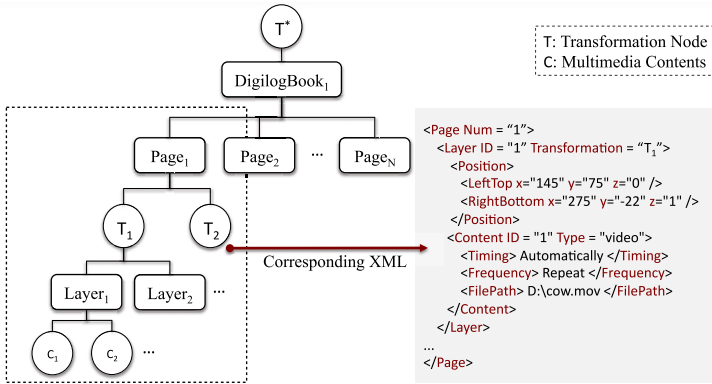 T*
T: Transformation Node
C: Multimedia Contents
DigilogBook1
Page1 Page2 ... PageN
T1 T2
Corresponding XML
Layer1 Layer2 ...
C1 C2 ...
<Page Num = “1”>
<Layer ID = "1" Transformation = “T1”>
<Position>
<LeftTop x="145" y="75" z="0" />
<RightBottom x="275" y="-22" z="1" />
</Position>
<Content ID = "1" Type = "video">
<Timing> Automatically </Timing>
<Frequency> Repeat </Frequency>
<FilePath> D:\cow.mov </FilePath>
</Content>
</Layer>
...
</Page>